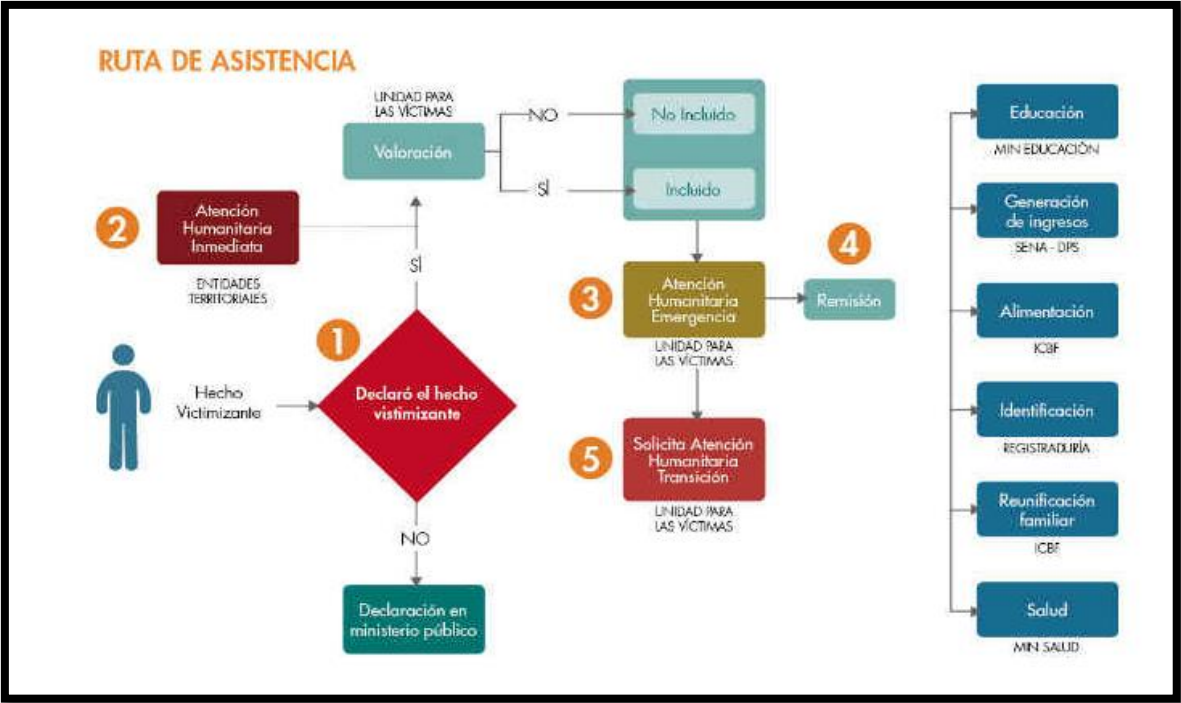 RUTA DE ASISTENCIA
UNIDAD PARA
LAS VÍCTIMAS
Valoración
NO
SÍ
No Incluido
Incluido
2
Atención
Humanitaria
Inmediata
ENTIDADES
TERRITORIALES
SÍ
1
Hecho
Victimizante
Declaró el hecho
vistimizante
NO
Declaración en
ministerio público
3
Atención
Humanitaria
Emergencia
UNIDAD PARA
LAS VÍCTIMAS
4
Remisión
5
Solicita Atención
Humanitaria
Transición
UNIDAD PARA
LAS VÍCTIMAS
Educación
MIN EDUCACIÓN
Generación
de ingresos
SENA - DPS
Alimentación
ICBF
Identificación
REGISTRADURÍA
Reunificación
familiar
ICBF
Salud
MIN SALUD